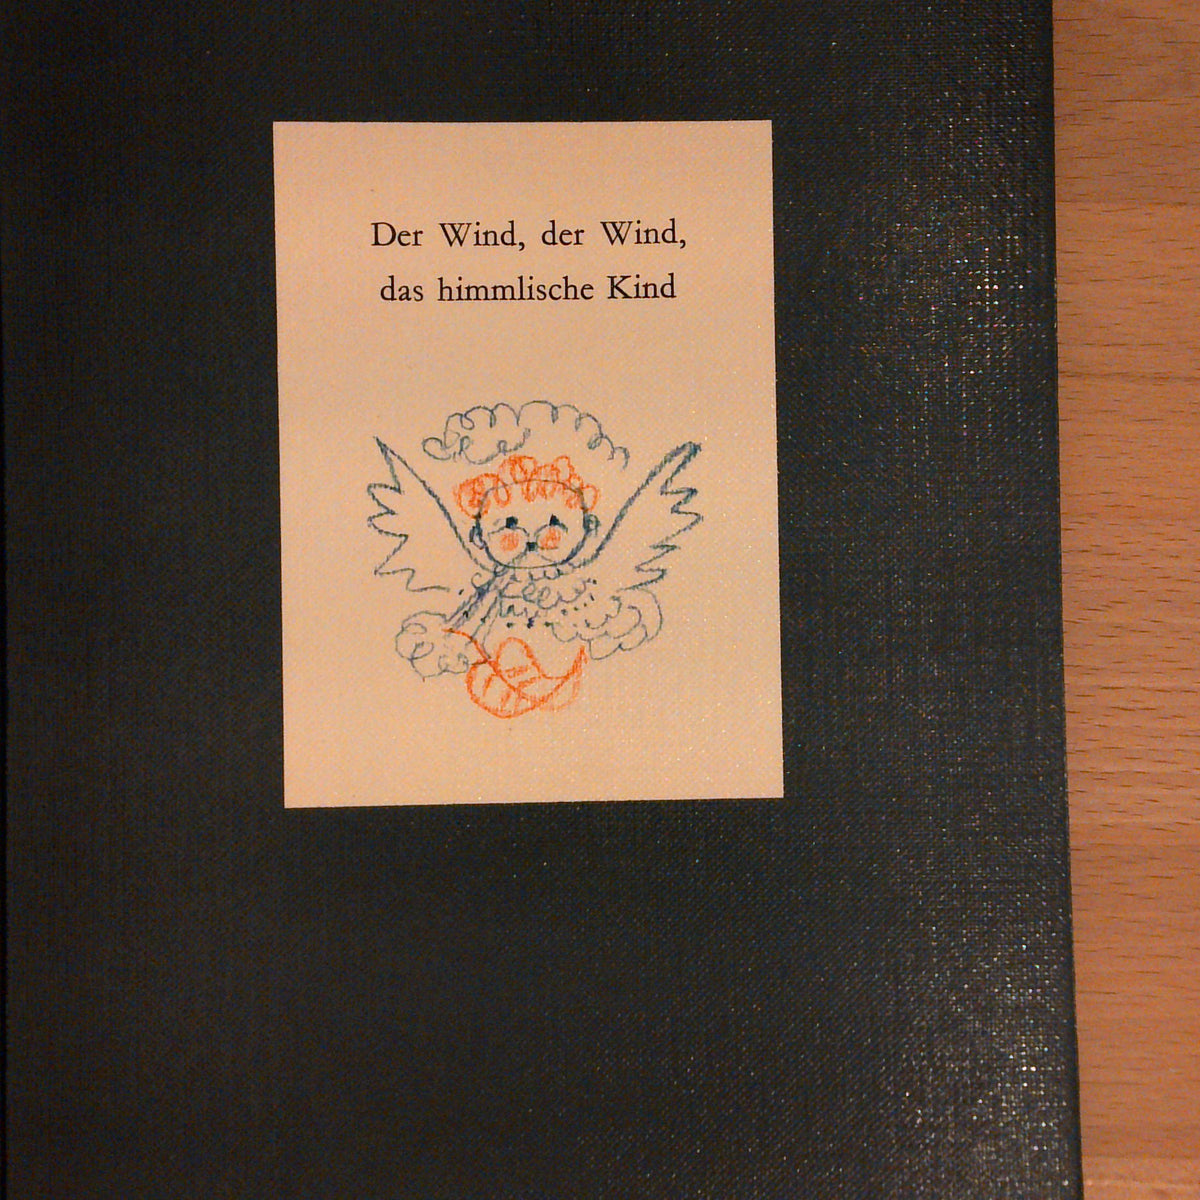 Der Wind, der Wind,
das himmlische Kind